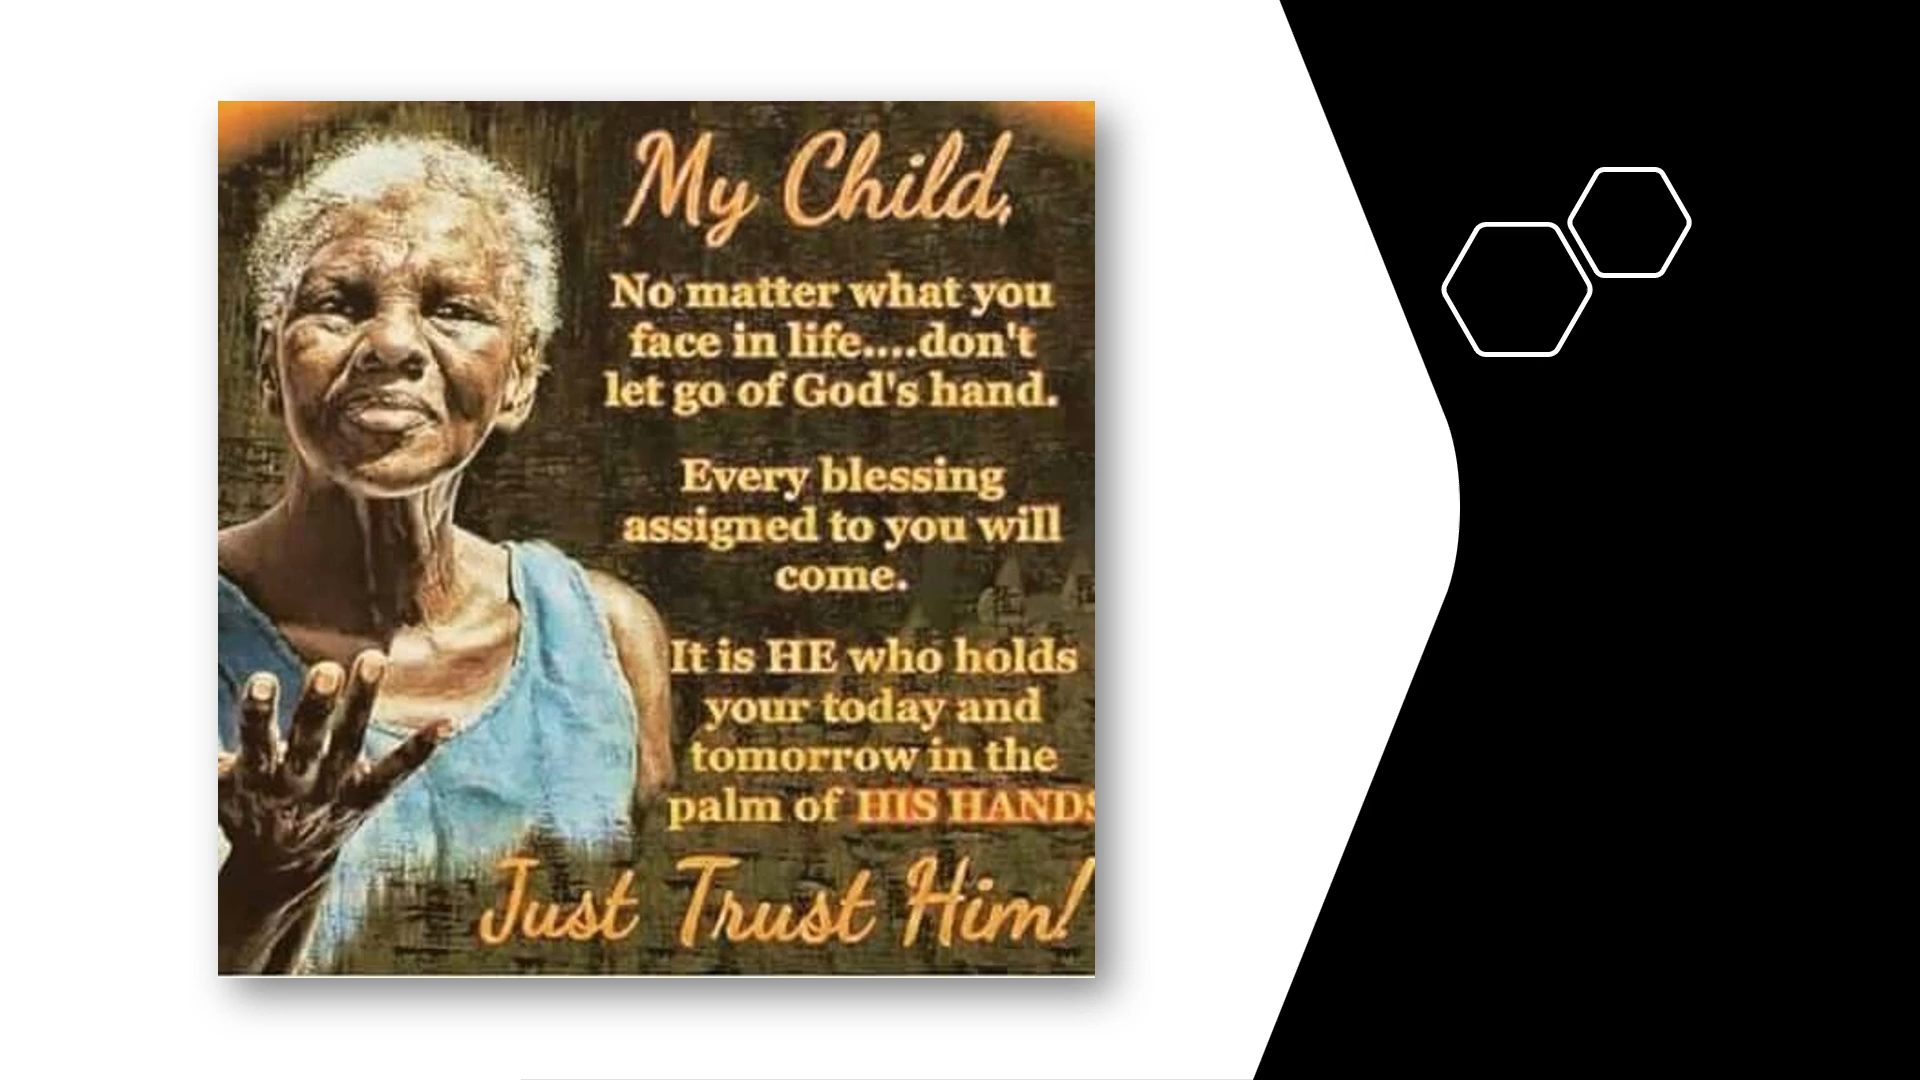 My Child,
No matter what you
face in life....don't
let go of God's hand.
Every blessing
assigned to you will
come.
It is HE who holds
your today and
tomorrow in the
palm of HIS HANDS
Just Trust Him!